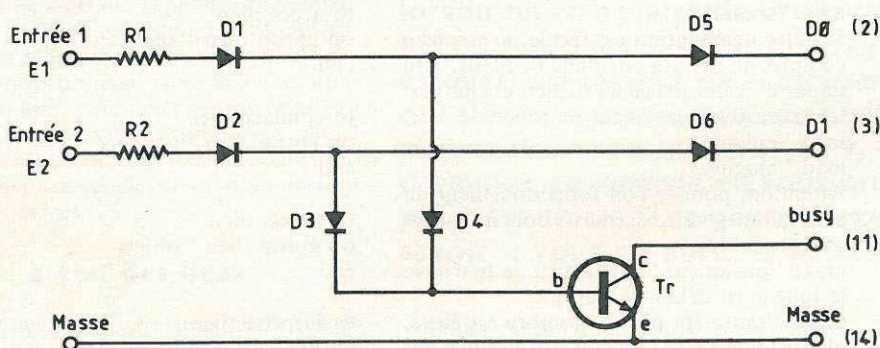 Entrée 1 R1 D1 D5 DØ (2)
E1
Entrée 2 R2 D2 D6 D1 (3)
E2
D3 D4 busy
(11)
c
b Tr
e
Masse Masse
(14)